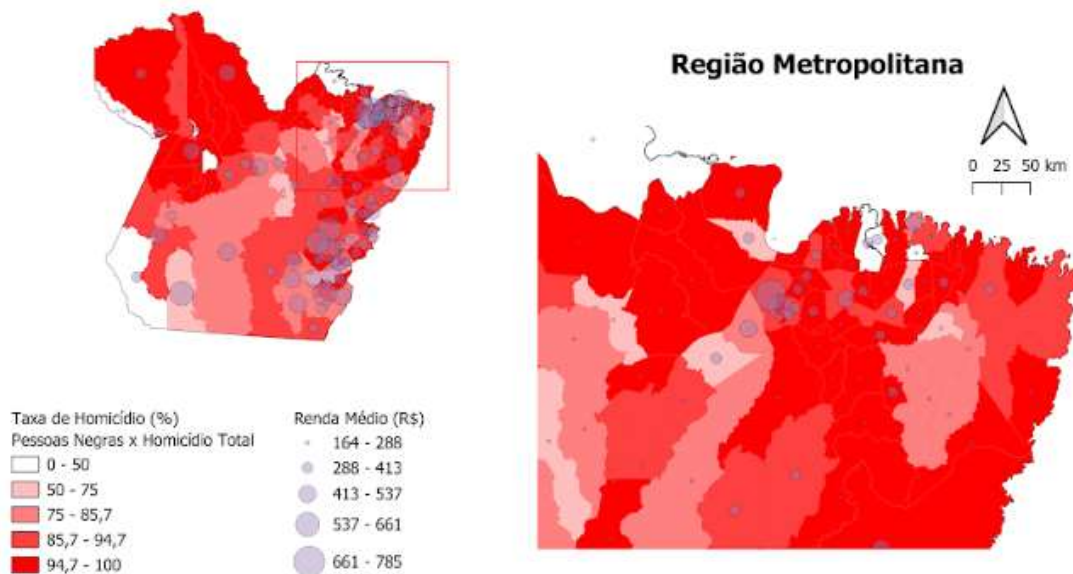 Região Metropolitana
0 25 50 km
Taxa de Homicídio (%)
Pessoas Negras x Homicídio Total
0 - 50
50 - 75
75 - 85,7
85,7 - 94,7
94,7 - 100
Renda Médio (R$)
164 - 288
288 - 413
413 - 537
537 - 661
661 - 785